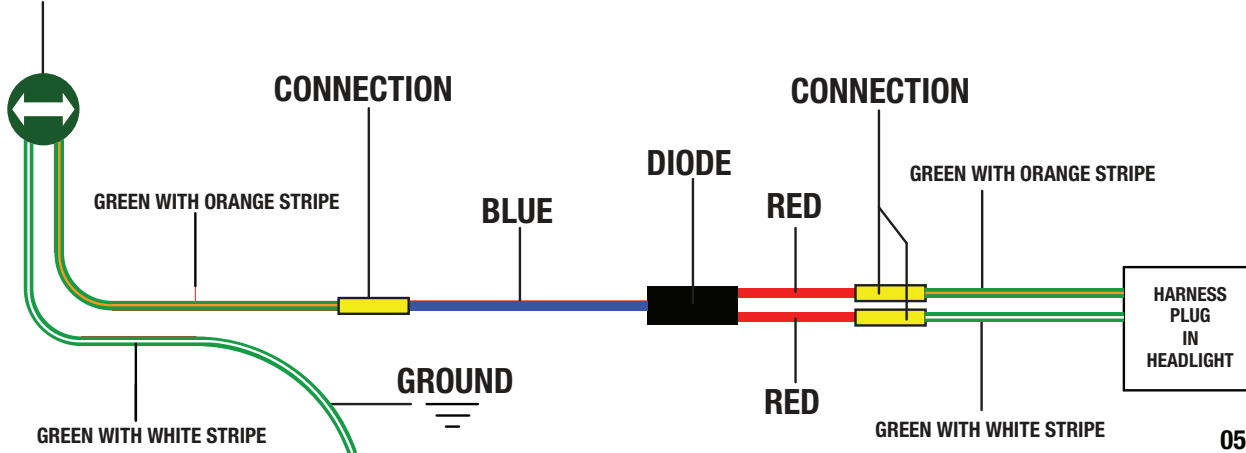 CONNECTION
CONNECTION
DIODE
GREEN WITH ORANGE STRIPE
GREEN WITH ORANGE STRIPE
BLUE
RED
HARNESS
PLUG
IN
HEADLIGHT
GROUND
RED
GREEN WITH WHITE STRIPE
GREEN WITH WHITE STRIPE
05